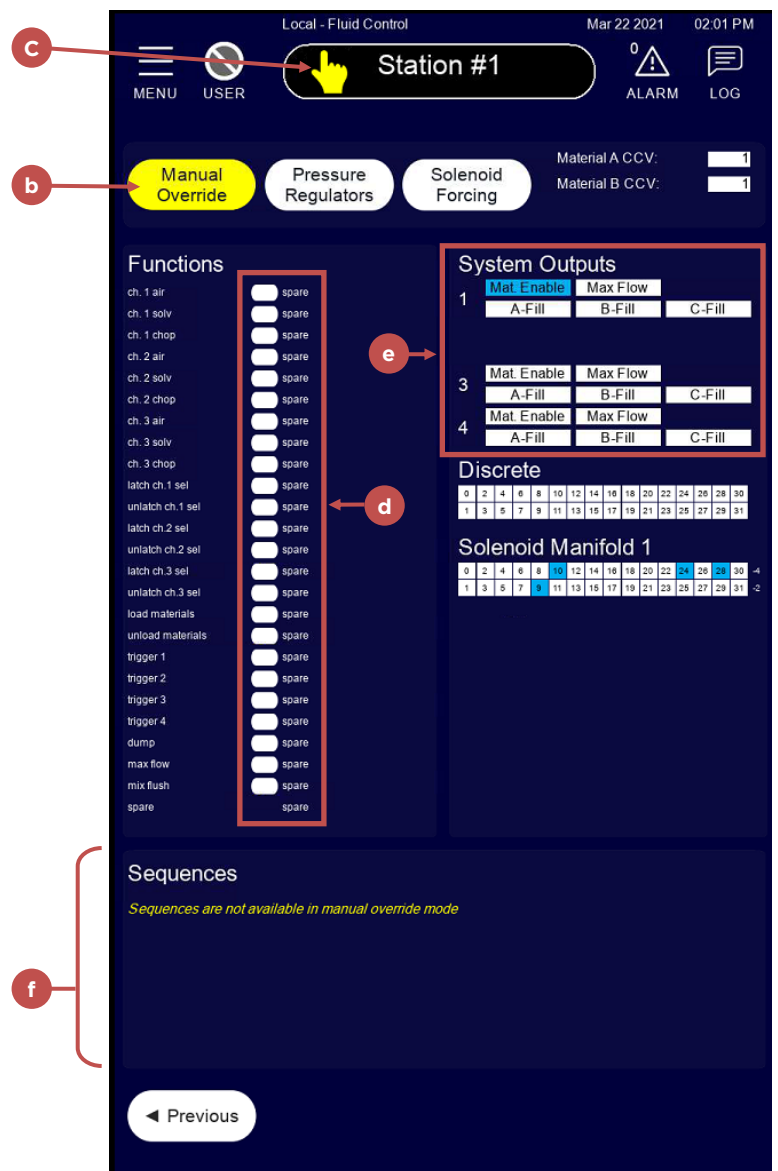 Local - Fluid Control Mar 22 2021 02:01 PM
C
0
Station #1
MENU USER ALARM LOG
b
Manual Override
Pressure Regulators
Solenoid Forcing
Material A CCV: 1
Material B CCV: 1
Functions
ch. 1 air spare
ch. 1 solv spare
ch. 1 chop spare
ch. 2 air spare
ch. 2 solv spare
ch. 2 chop spare
ch. 3 air spare
ch. 3 solv spare
ch. 3 chop spare
latch ch.1 sel spare
unlatch ch.1 sel spare
latch ch.2 sel spare
unlatch ch.2 sel spare
latch ch.3 sel spare
unlatch ch.3 sel spare
load materials spare
unload materials spare
trigger 1 spare
trigger 2 spare
trigger 3 spare
trigger 4 spare
dump spare
max flow spare
mix flush spare
spare spare
d
e
System Outputs
1
Mat. Enable Max Flow
A-Fill B-Fill C-Fill
3
Mat. Enable Max Flow
A-Fill B-Fill C-Fill
4
Mat. Enable Max Flow
A-Fill B-Fill C-Fill
Discrete
0 2 4 6 8 10 12 14 16 18 20 22 24 26 28 30
1 3 5 7 9 11 13 15 17 19 21 23 25 27 29 31
Solenoid Manifold 1
0 2 4 6 8 10 12 14 16 18 20 22 24 26 28 30 -4
1 3 5 7 9 11 13 15 17 19 21 23 25 27 29 31 -2
f
Sequences
Sequences are not available in manual override mode
◄ Previous